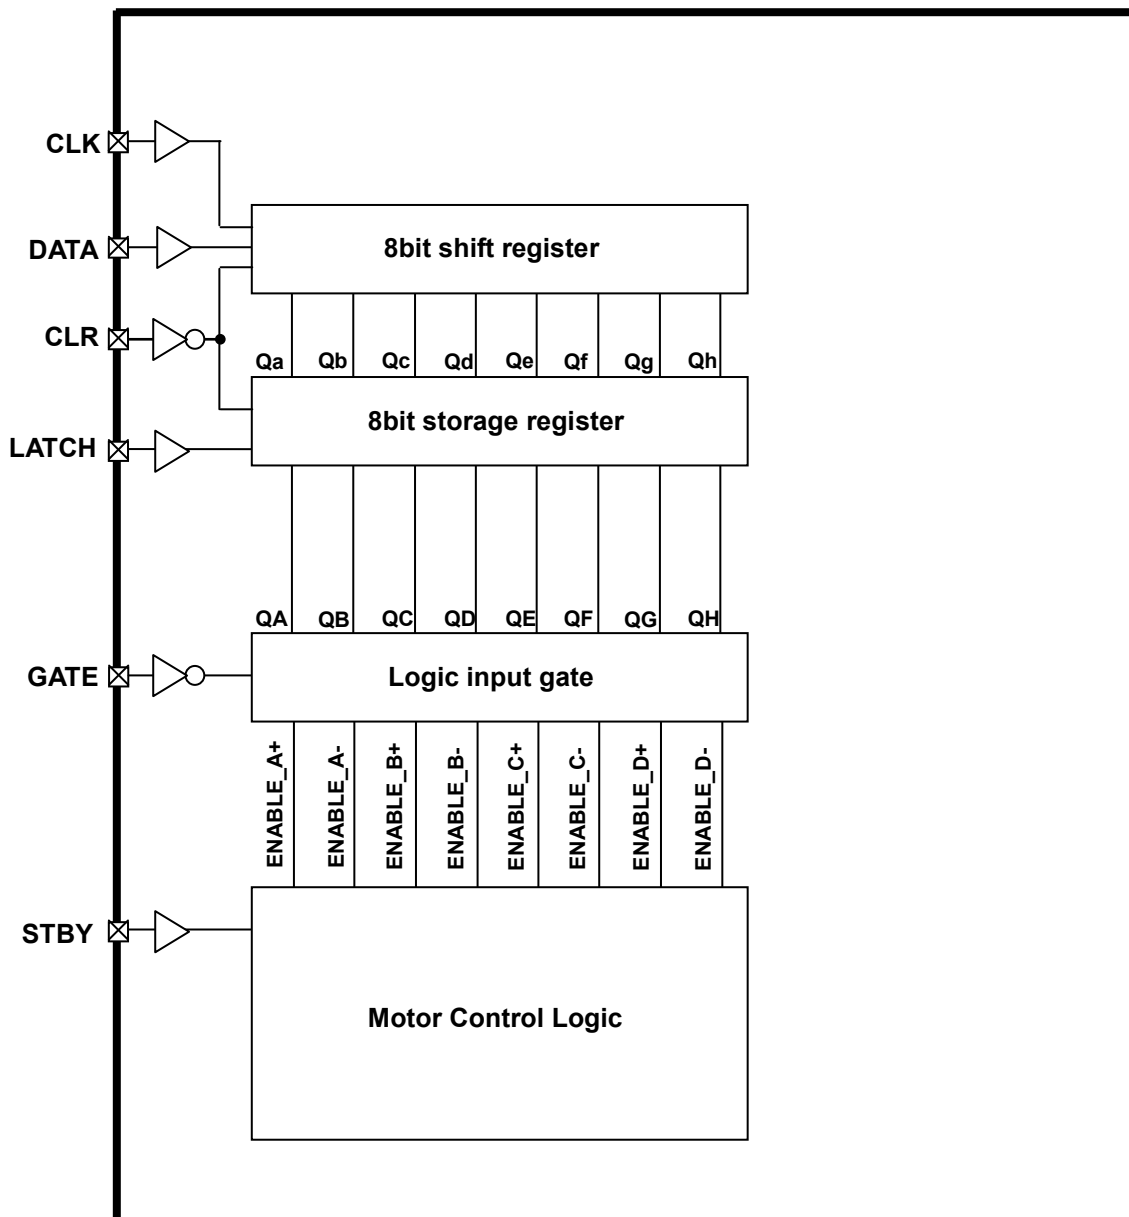 CLK
DATA
8bit shift register
CLR
Qa Qb Qc Qd Qe Qf Qg Qh
LATCH
8bit storage register
QA QB QC QD QE QF QG QH
GATE
Logic input gate
ENABLE_A+
ENABLE_A-
ENABLE_B+
ENABLE_B-
ENABLE_C+
ENABLE_C-
ENABLE_D+
ENABLE_D-
STBY
Motor Control Logic